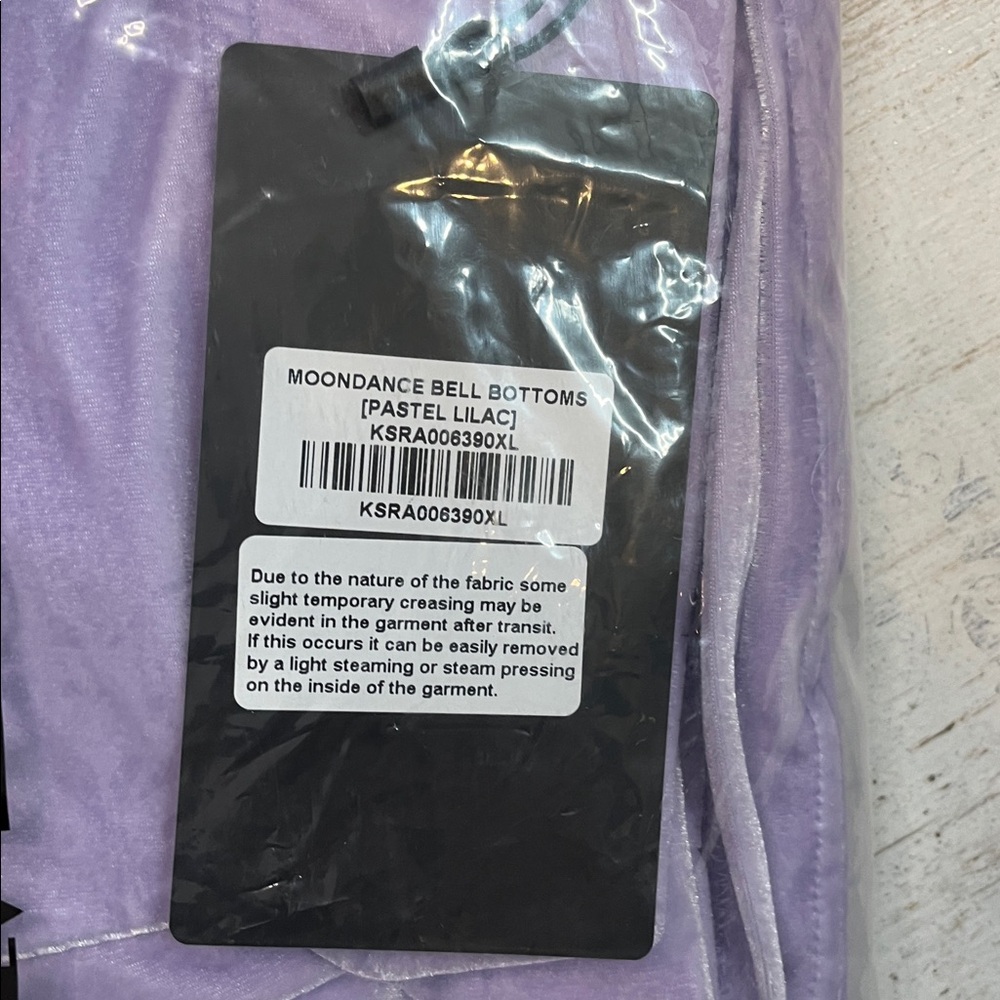 MOONDANCE BELL BOTTOMS
[PASTEL LILAC]
KSRA006390XL
KSRA006390XL
Due to the nature of the fabric some
slight temporary creasing may be
evident in the garment after transit.
If this occurs it can be easily removed
by a light steaming or steam pressing
on the inside of the garment.